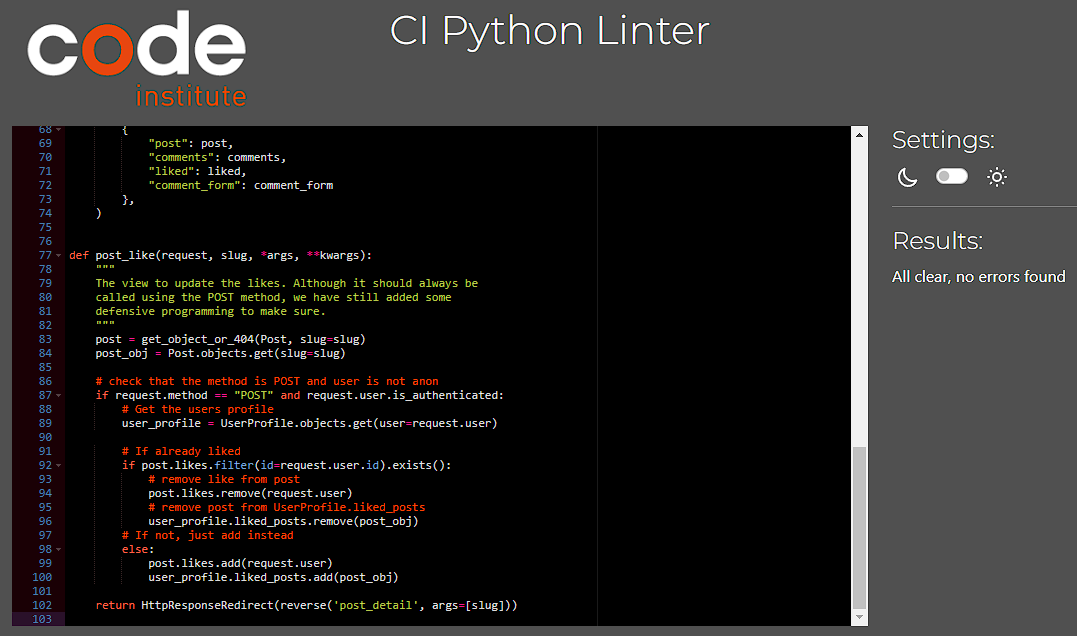 code
institute
CI Python Linter
68 {
69 "post": post,
70 "comments": comments,
71 "liked": liked,
72 "comment_form": comment_form
73 },
74 )
75
76
77 def post_like(request, slug, *args, **kwargs):
78 """
79 The view to update the likes. Although it should always be
80 called using the POST method, we have still added some
81 defensive programming to make sure.
82 """
83 post = get_object_or_404(Post, slug=slug)
84 post_obj = Post.objects.get(slug=slug)
85
86 # check that the method is POST and user is not anon
87 if request.method == "POST" and request.user.is_authenticated:
88 # Get the users profile
89 user_profile = UserProfile.objects.get(user=request.user)
90
91 # If already liked
92 if post.likes.filter(id=request.user.id).exists():
93 # remove like from post
94 post.likes.remove(request.user)
95 # remove post from UserProfile.liked_posts
96 user_profile.liked_posts.remove(post_obj)
97 # If not, just add instead
98 else:
99 post.likes.add(request.user)
100 user_profile.liked_posts.add(post_obj)
101
102 return HttpResponseRedirect(reverse('post_detail', args=[slug]))
103
Settings:
Results:
All clear, no errors found